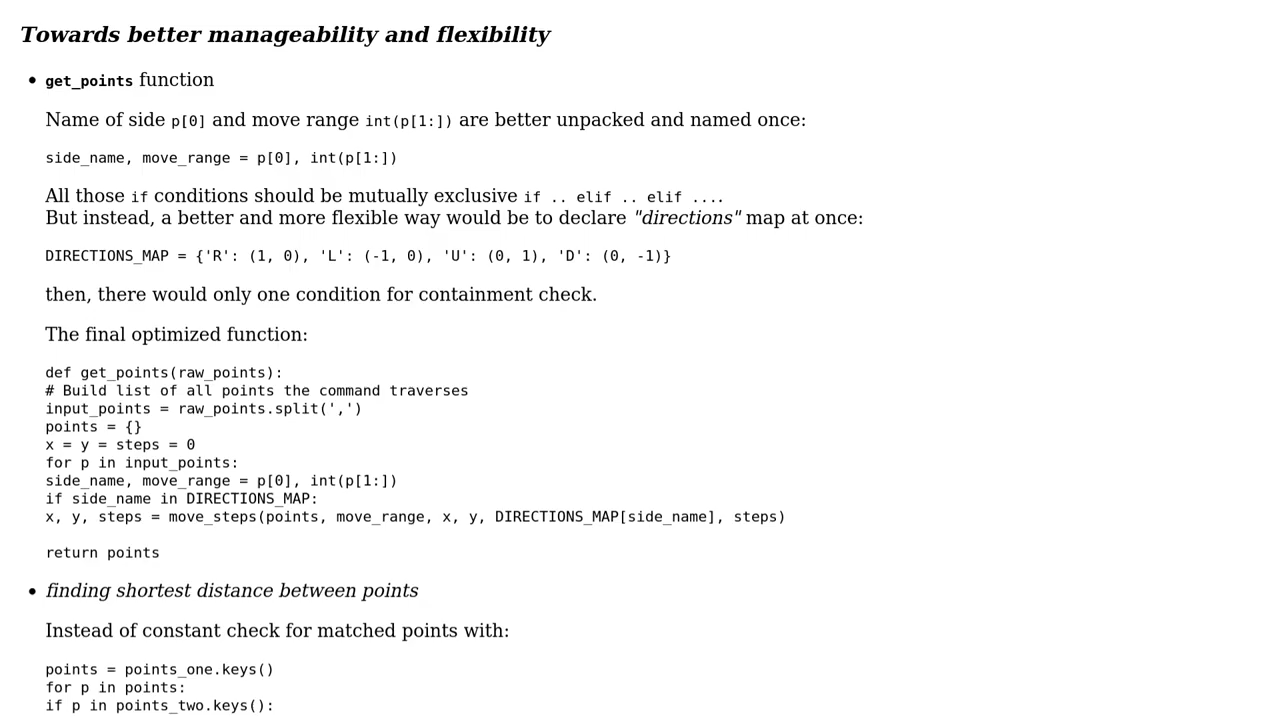 Towards better manageability and flexibility
• get_points function
Name of side p[0] and move range int(p[1:]) are better unpacked and named once:
side_name, move_range = p[0], int(p[1:])
All those if conditions should be mutually exclusive if .. elif .. elif ....
But instead, a better and more flexible way would be to declare "directions" map at once:
DIRECTIONS_MAP = {'R': (1, 0), 'L': (-1, 0), 'U': (0, 1), 'D': (0, -1)}
then, there would only one condition for containment check.
The final optimized function:
def get_points(raw_points):
# Build list of all points the command traverses
input_points = raw_points.split(',')
points = {}
x = y = steps = 0
for p in input_points:
side_name, move_range = p[0], int(p[1:])
if side_name in DIRECTIONS_MAP:
x, y, steps = move_steps(points, move_range, x, y, DIRECTIONS_MAP[side_name], steps)
return points
• finding shortest distance between points
Instead of constant check for matched points with:
points = points_one.keys()
for p in points:
if p in points_two.keys():